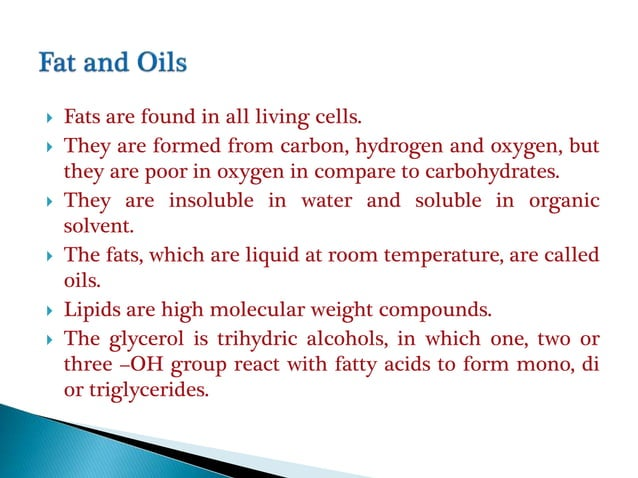 Fat and Oils
Fats are found in all living cells.
They are formed from carbon, hydrogen and oxygen, but
they are poor in oxygen in compare to carbohydrates.
They are insoluble in water and soluble in organic
solvent.
The fats, which are liquid at room temperature, are called
oils.
Lipids are high molecular weight compounds.
The glycerol is trihydric alcohols, in which one, two or
three –OH group react with fatty acids to form mono, di
or triglycerides.